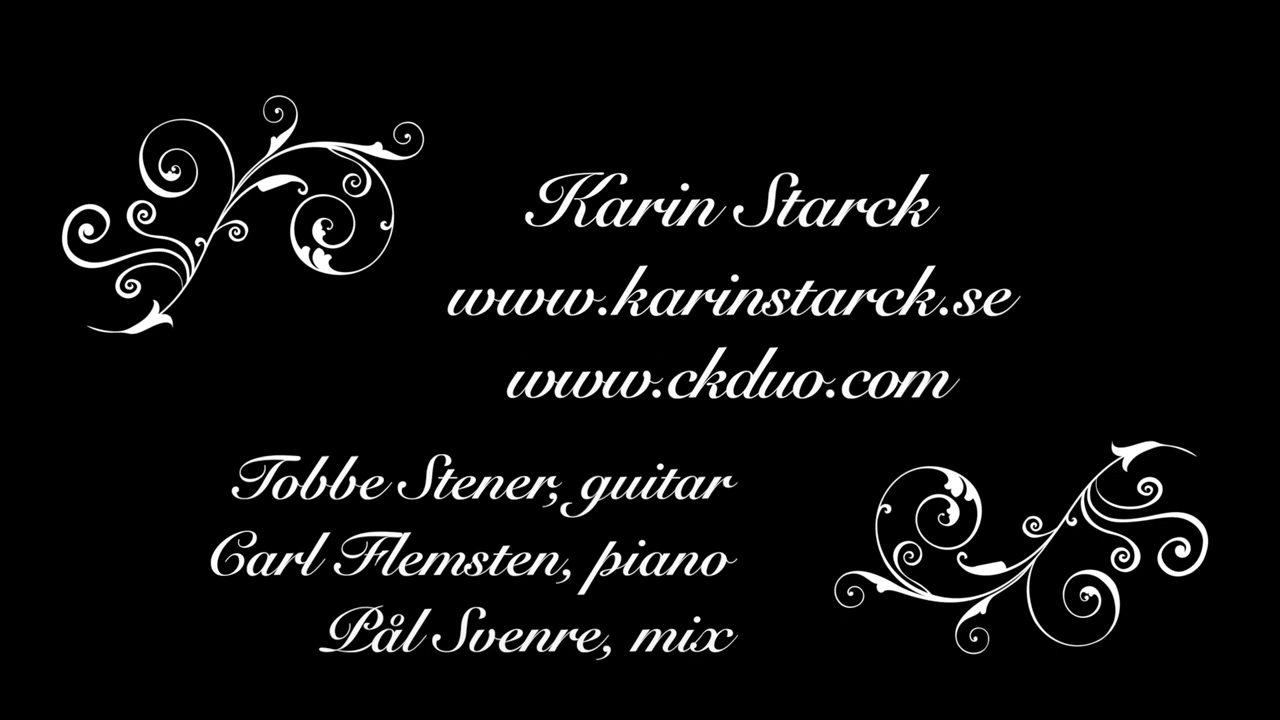 Karin Starck
www.karinstarck.se
www.ckduo.com
Tobbe Stener, guitar
Carl Flemsten, piano
Pål Svenre, mix